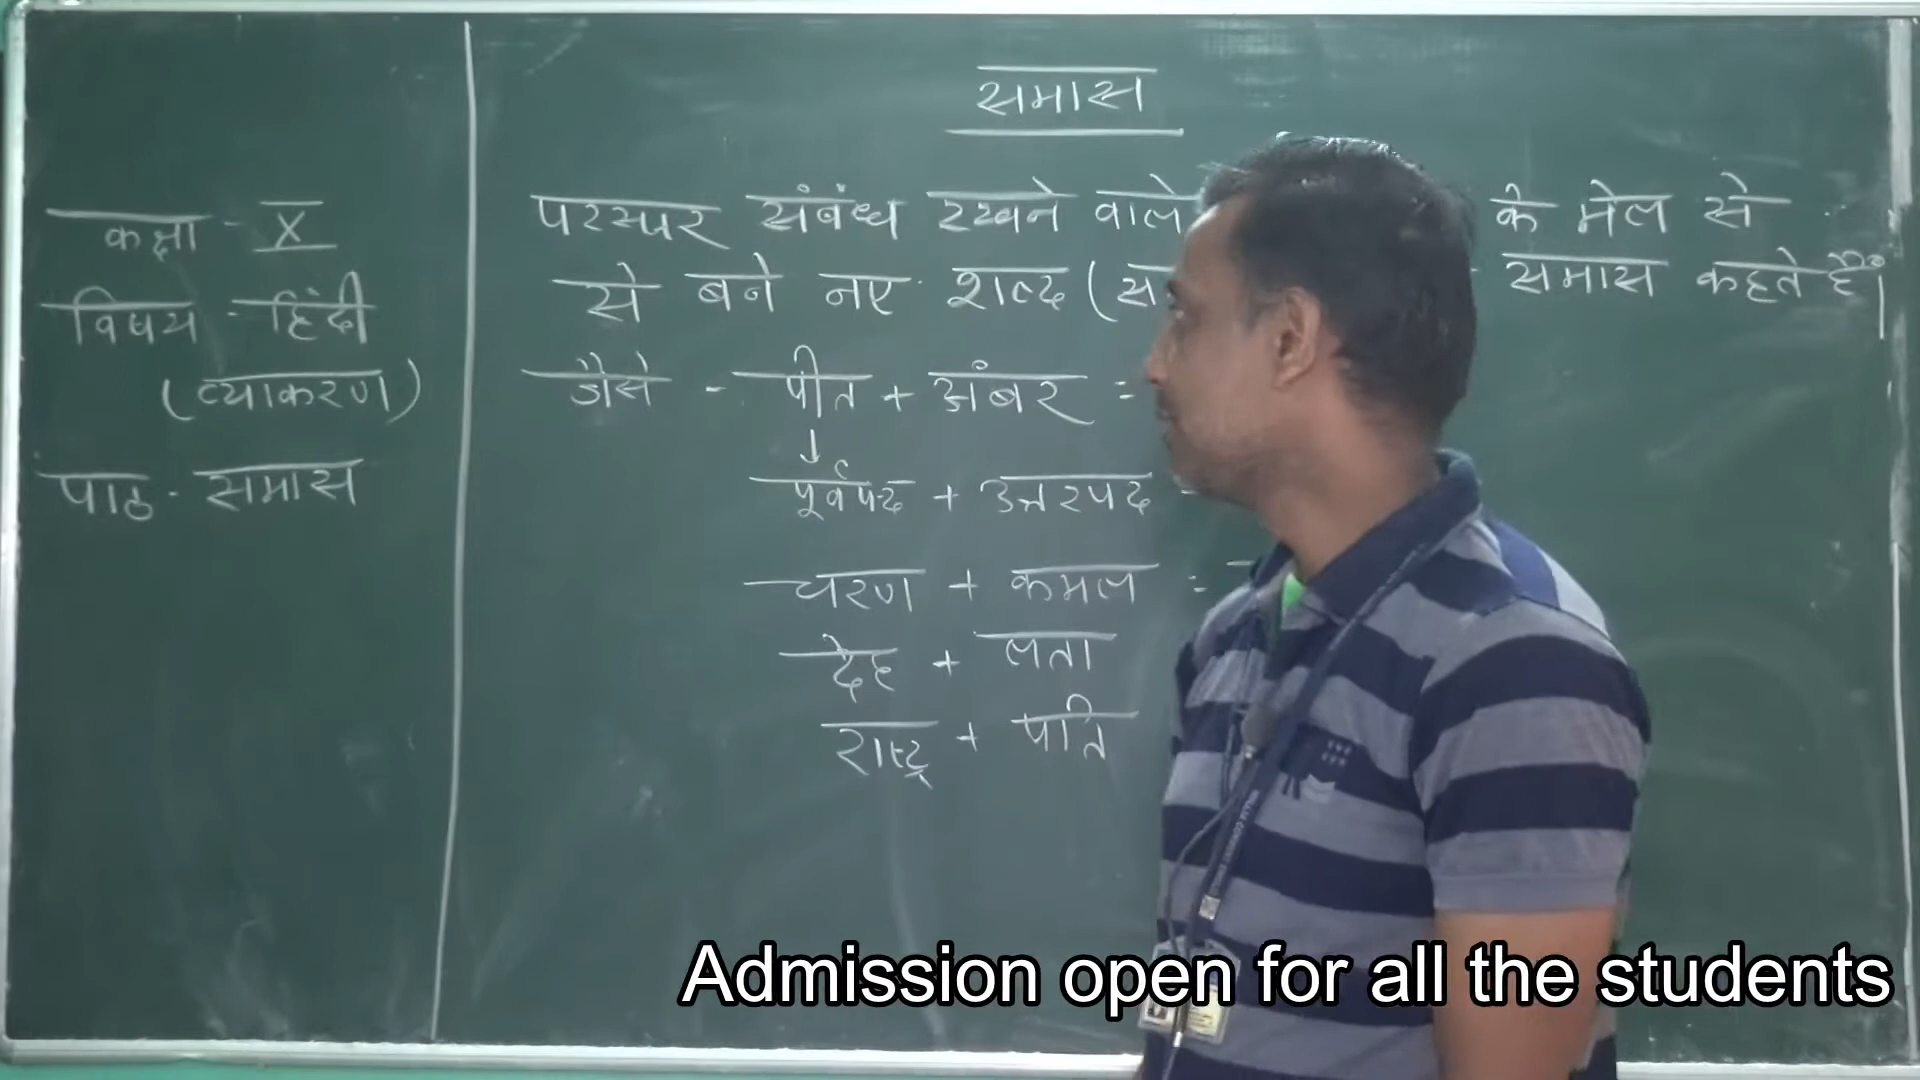 समास
कक्षा - X
विषय - हिंदी
(व्याकरण)
पाठ - समास
परस्पर संबंध रखने वाले के मेल से
से बने नए शब्द ( समास कहते हैं।
जैसे - पीत + अंबर =
↓
पूर्वपद + उत्तरपद
चरण + कमल =
देह + लता
राष्ट्र + पति
Admission open for all the students